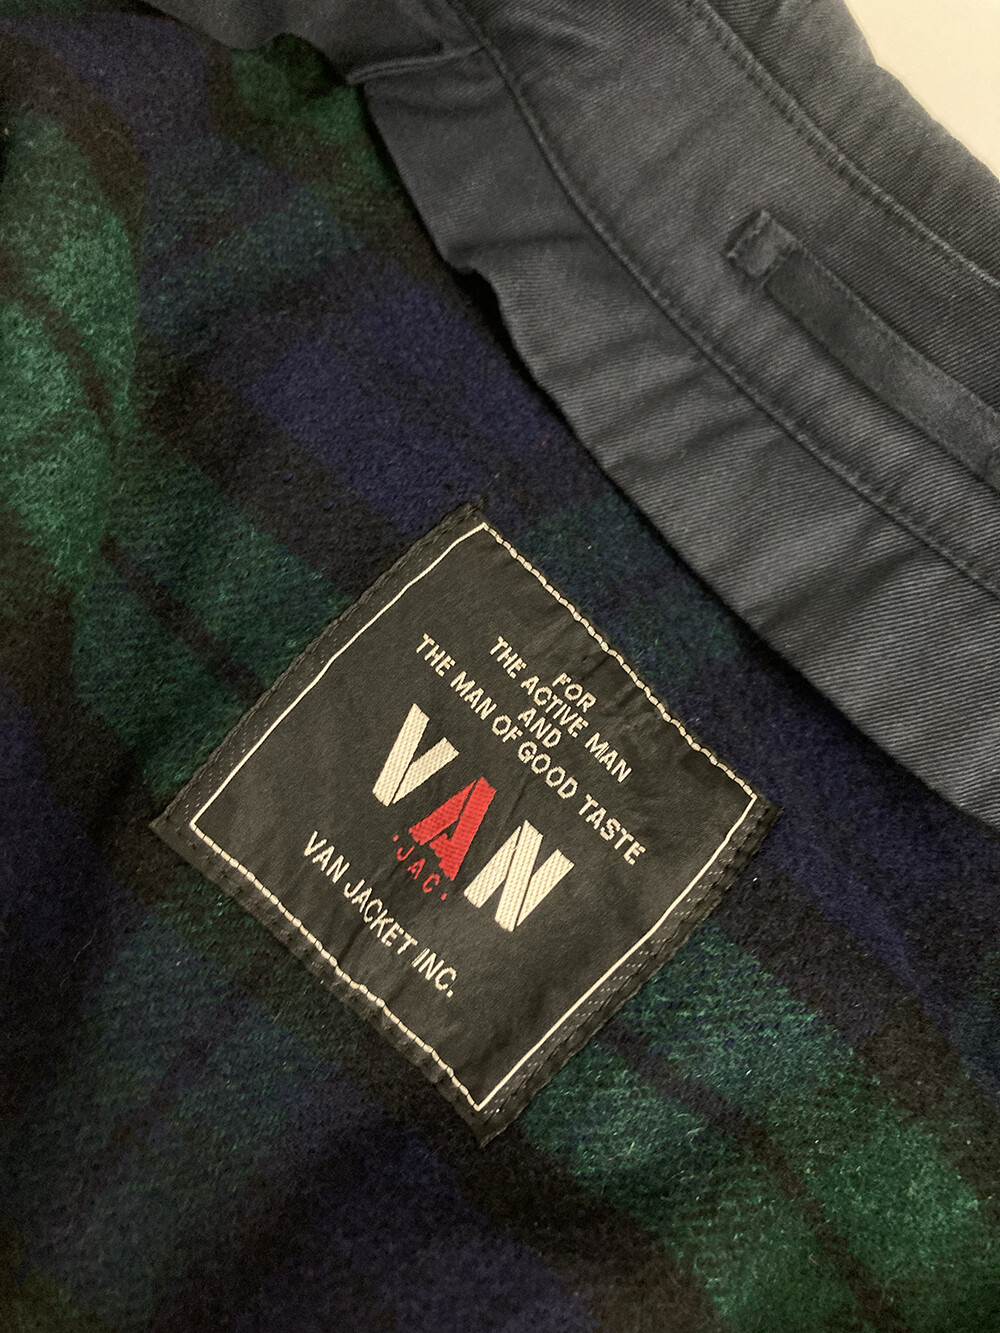 FOR
THE ACTIVE MAN
AND
THE MAN OF GOOD TASTE
VAN
·JAC·
VAN JACKET INC.